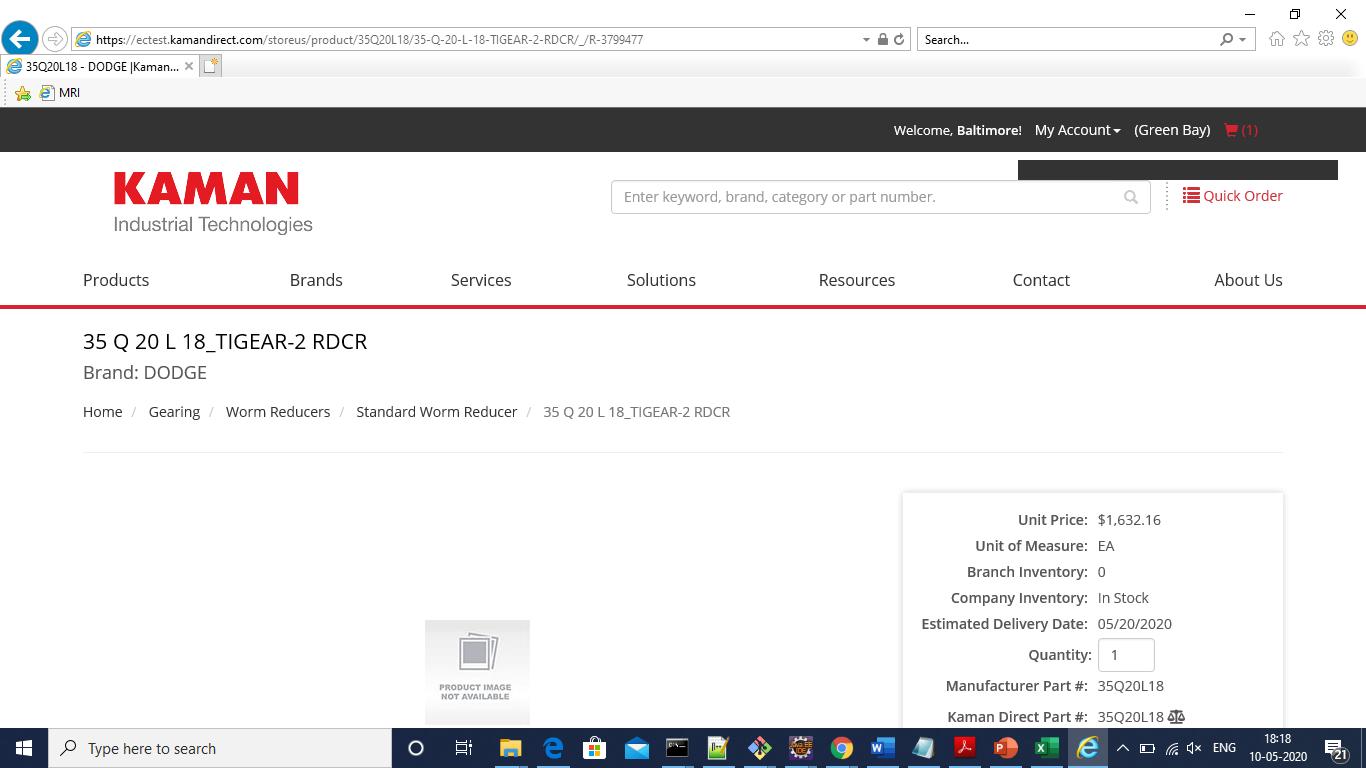 https://ectest.kamandirect.com/storeus/product/35Q20L18/35-Q-20-L-18-TIGEAR-2-RDCR/_/R-3799477
Search...
35Q20L18 - DODGE |Kaman...
MRI
Welcome, Baltimore! My Account (Green Bay) (1)
KAMAN
Industrial Technologies
Enter keyword, brand, category or part number.
Quick Order
Products Brands Services Solutions Resources Contact About Us
35 Q 20 L 18_TIGEAR-2 RDCR
Brand: DODGE
Home / Gearing / Worm Reducers / Standard Worm Reducer / 35 Q 20 L 18_TIGEAR-2 RDCR
Unit Price: $1,632.16
Unit of Measure: EA
Branch Inventory: 0
Company Inventory: In Stock
Estimated Delivery Date: 05/20/2020
Quantity: 1
Manufacturer Part #: 35Q20L18
Kaman Direct Part #: 35Q20L18
PRODUCT IMAGE
NOT AVAILABLE
Type here to search
ENG
18:18
10-05-2020
21